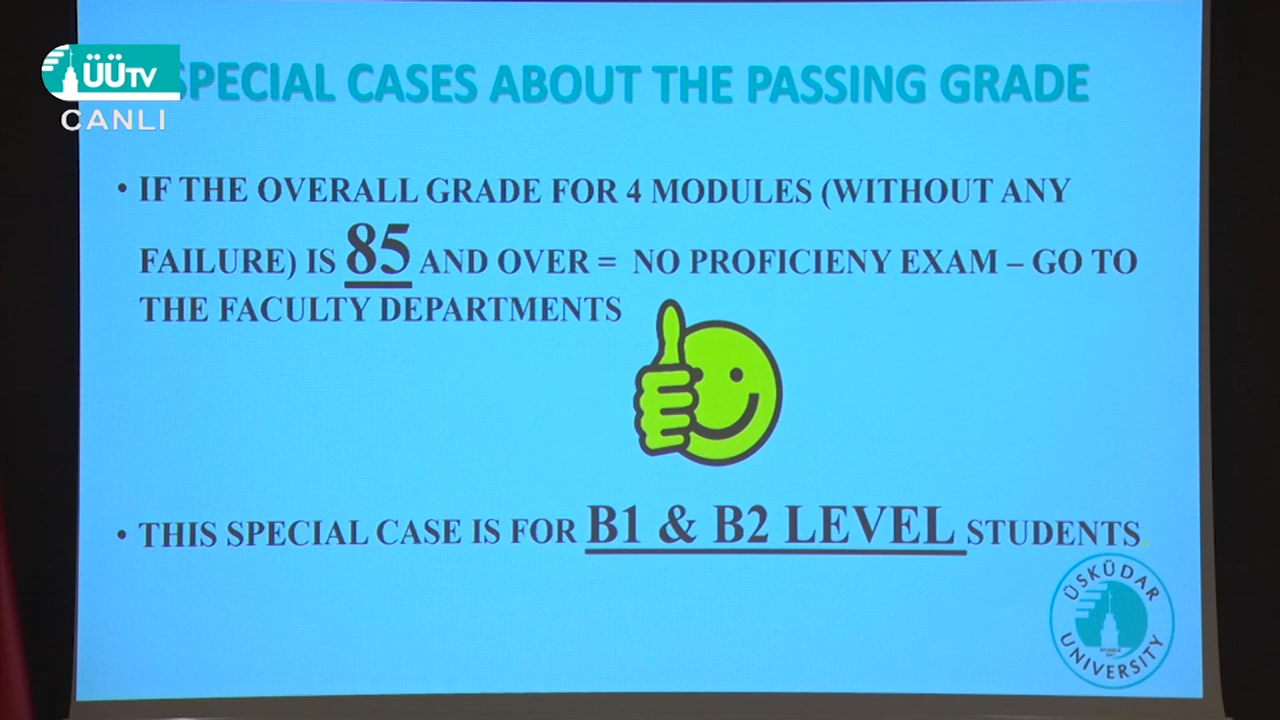 ÜÜTV
CANLI
SPECIAL CASES ABOUT THE PASSING GRADE
• IF THE OVERALL GRADE FOR 4 MODULES (WITHOUT ANY
FAILURE) IS 85 AND OVER = NO PROFICIENY EXAM – GO TO
THE FACULTY DEPARTMENTS
• THIS SPECIAL CASE IS FOR B1 & B2 LEVEL STUDENTS.
ÜSKÜDAR
UNIVERSITY